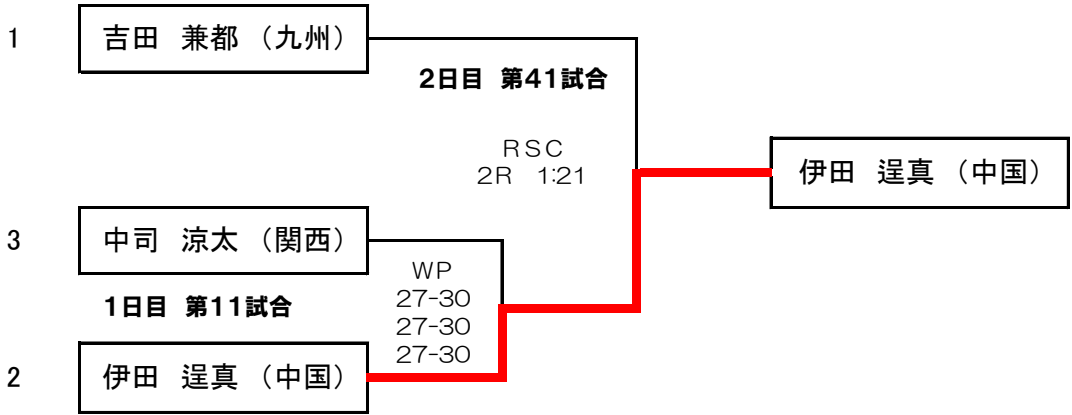 1 吉田 兼都 （九州）
2日目 第41試合
RSC
2R 1:21
伊田 逞真 （中国）
3 中司 涼太 （関西）
WP
27-30
27-30
27-30
1日目 第11試合
2 伊田 逞真 （中国）